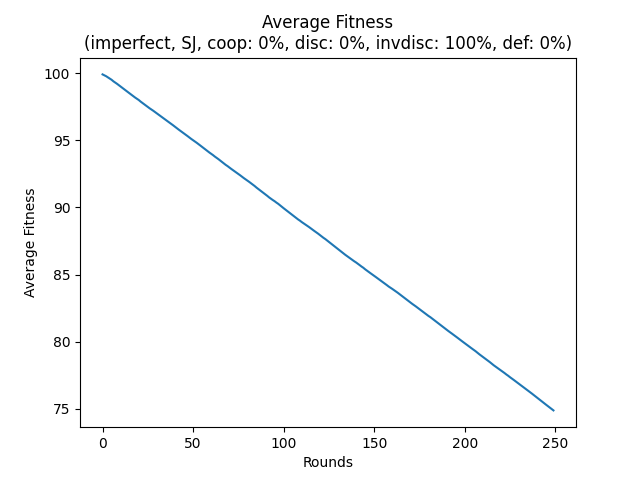 Average Fitness
(imperfect, SJ, coop: 0%, disc: 0%, invdisc: 100%, def: 0%)
100
95
90
85
80
75
Average Fitness
0 50 100 150 200 250
Rounds